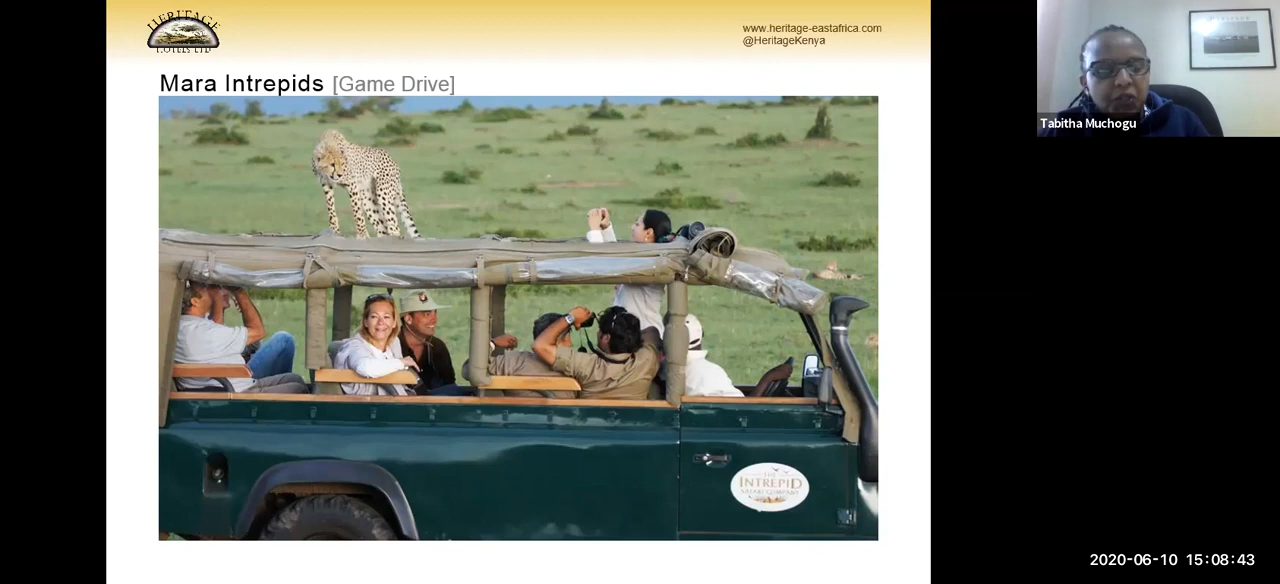 HERITAGE
HOTELS LTD
www.heritage-eastafrica.com
@HeritageKenya
Mara Intrepids [Game Drive]
Tabitha Muchogu
THE
INTREPID
SAFARI COMPANY
2020-06-10 15:08:43